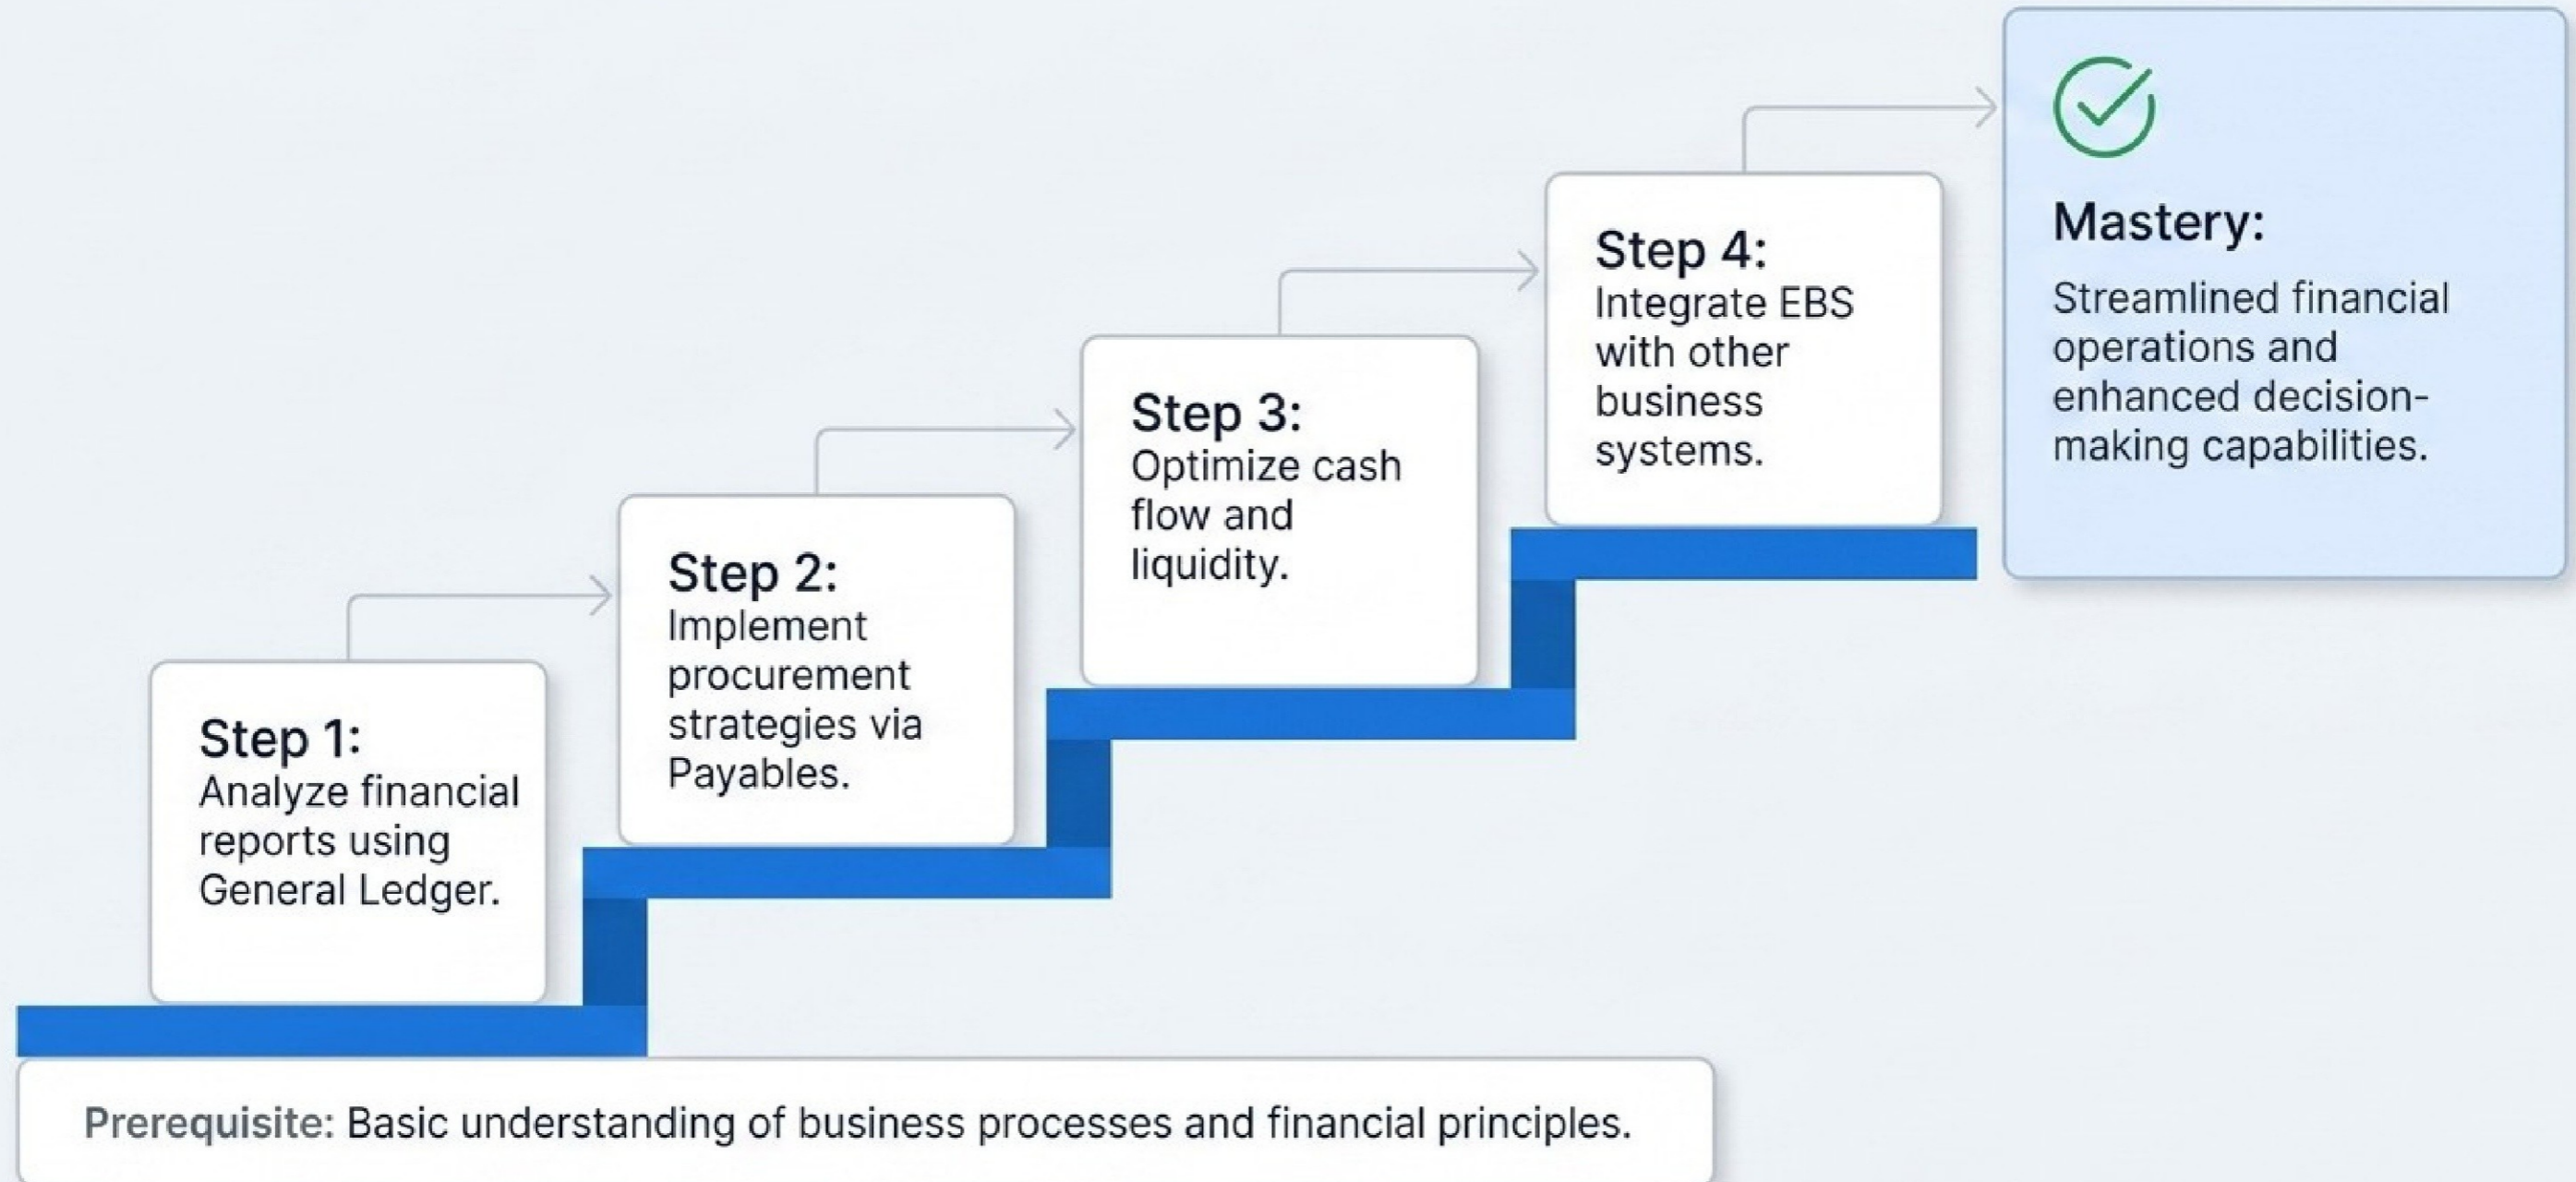 Step 1:
Analyze financial
reports using
General Ledger.
Step 2:
Implement
procurement
strategies via
Payables.
Step 3:
Optimize cash
flow and
liquidity.
Step 4:
Integrate EBS
with other
business
systems.
Mastery:
Streamlined financial
operations and
enhanced decision-
making capabilities.
Prerequisite: Basic understanding of business processes and financial principles.